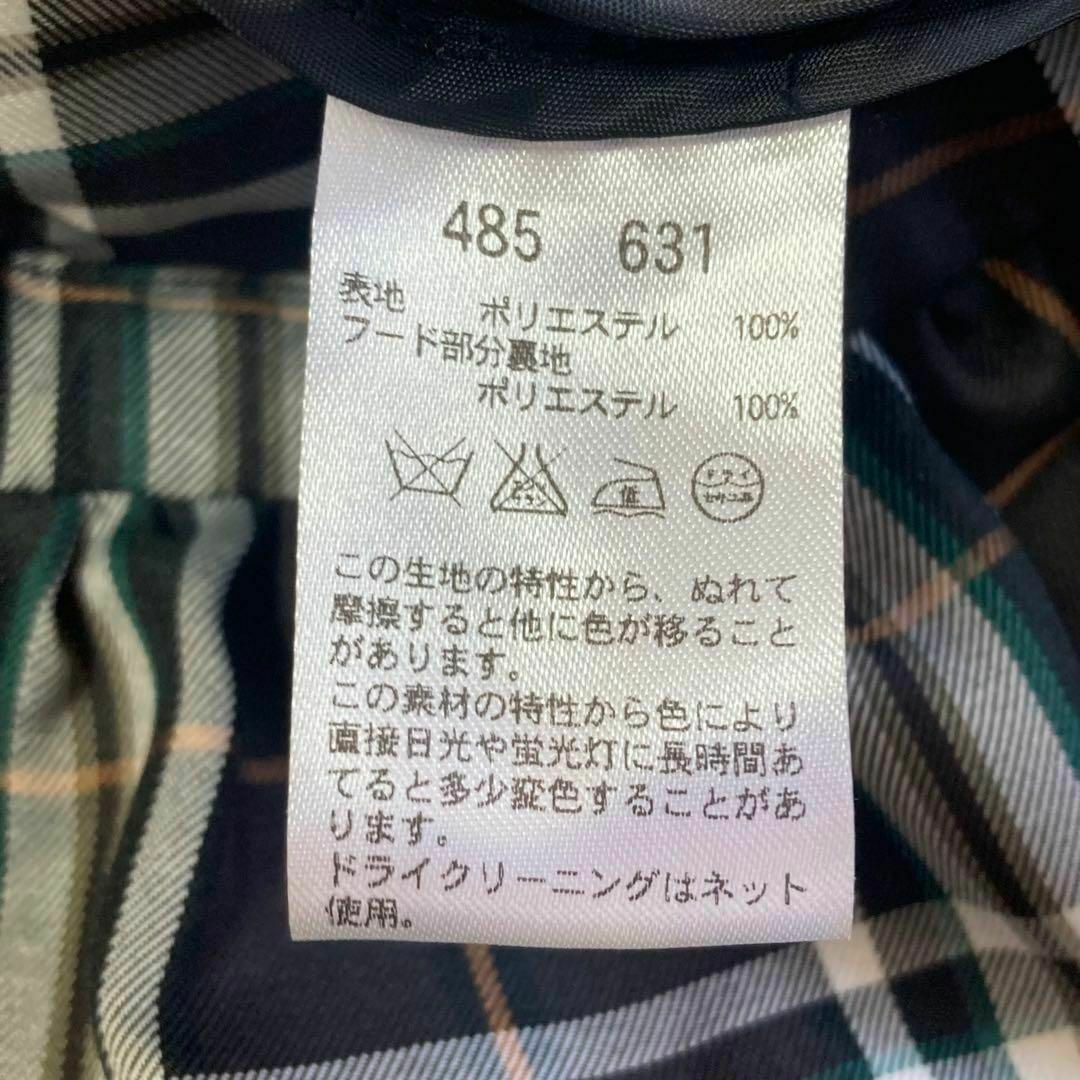 485 631
表地 ポリエステル 100%
フード部分裏地
ポリエステル 100%
この生地の特性から、ぬれて
摩擦すると他に色が移ること
があります。
この素材の特性から色により
直接日光や蛍光灯に長時間あ
てると多少変色することがあ
ります。
ドライクリーニングはネット
使用。